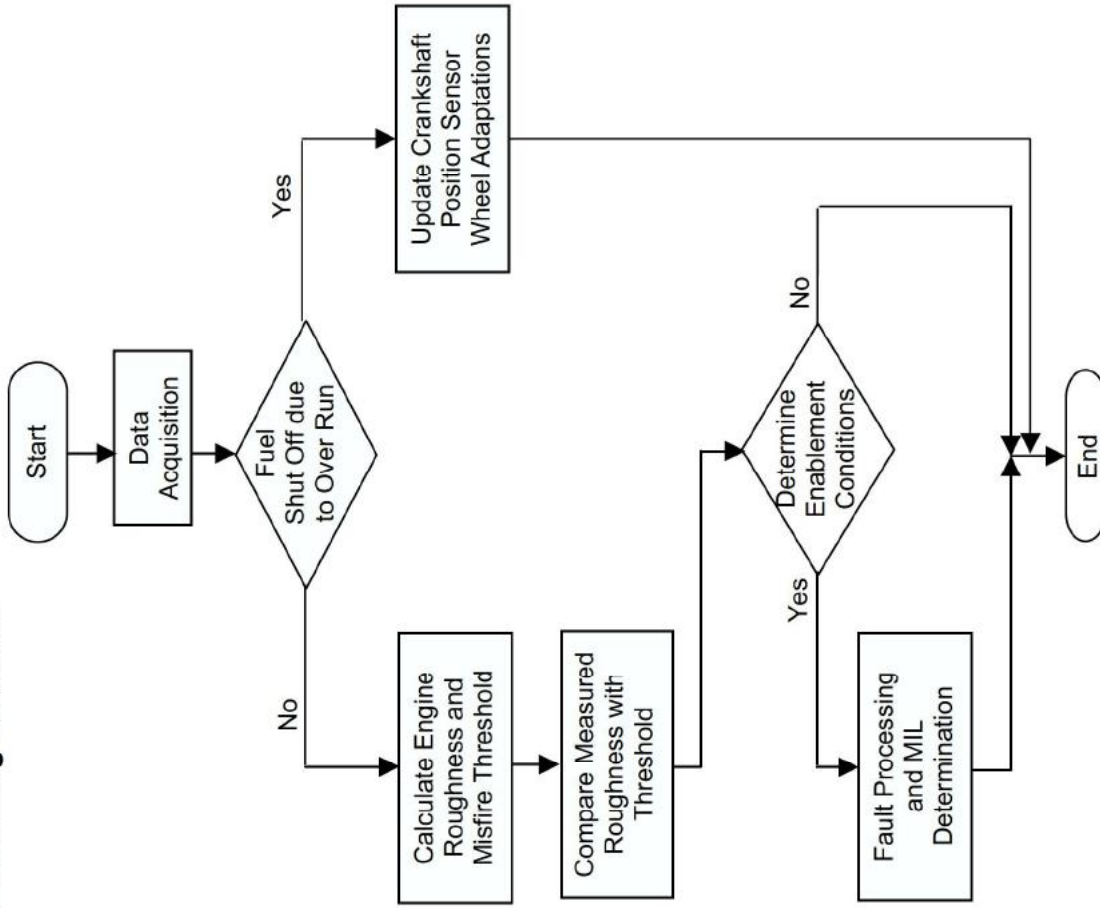 Start
Data
Acquisition
Fuel
Shut Off due
to Over Run
Yes
No
Update Crankshaft
Position Sensor
Wheel Adaptations
Calculate Engine
Roughness and
Misfire Threshold
Compare Measured
Roughness with
Threshold
Determine
Enablement
Conditions
Yes
No
Fault Processing
and MIL
Determination
End